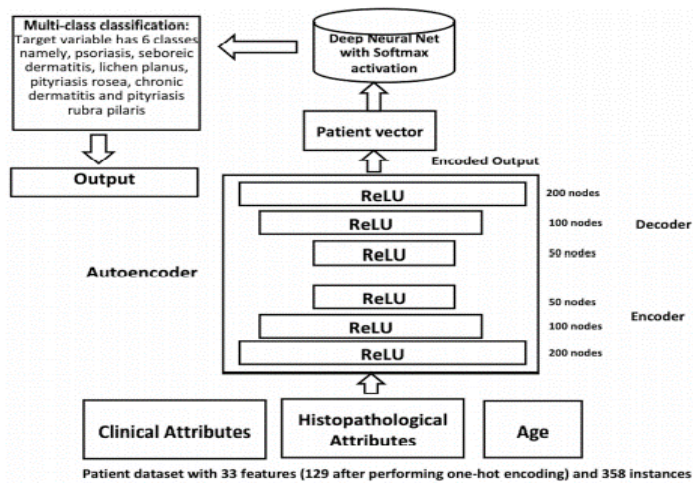 Multi-class classification:
Target variable has 6 classes
namely, psoriasis, seboreic
dermatitis, lichen planus,
pityriasis rosea, chronic
dermatitis and pityriasis
rubra pilaris
Deep Neural Net
with Softmax
activation
Patient vector
Output
Encoded Output
ReLU
200 nodes
ReLU
100 nodes
Decoder
ReLU
50 nodes
Autoencoder
ReLU
50 nodes
Encoder
ReLU
100 nodes
ReLU
200 nodes
Clinical Attributes
Histopathological
Attributes
Age
Patient dataset with 33 features (129 after performing one-hot encoding) and 358 instances